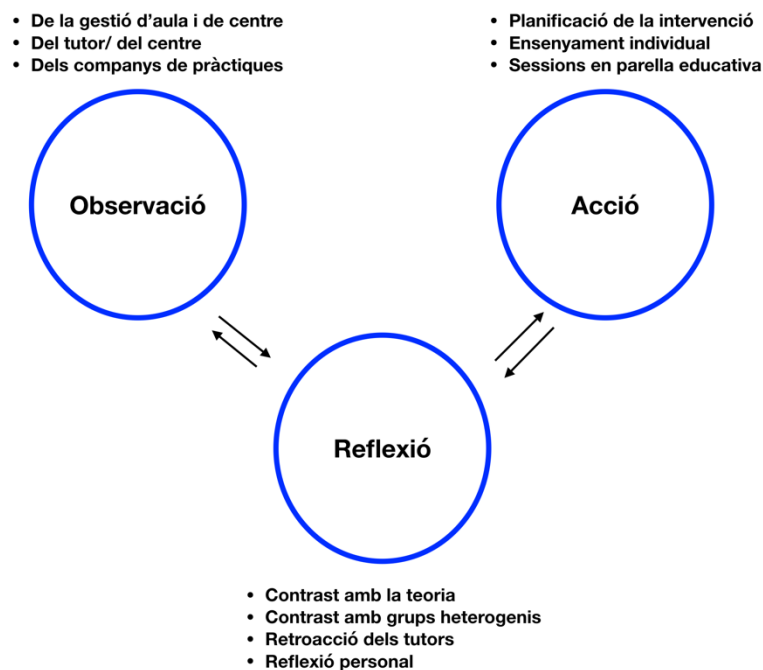 • De la gestió d’aula i de centre
• Del tutor/ del centre
• Dels companys de pràctiques
• Planificació de la intervenció
• Ensenyament individual
• Sessions en parella educativa
Observació
Acció
Reflexió
• Contrast amb la teoria
• Contrast amb grups heterogenis
• Retroacció dels tutors
• Reflexió personal